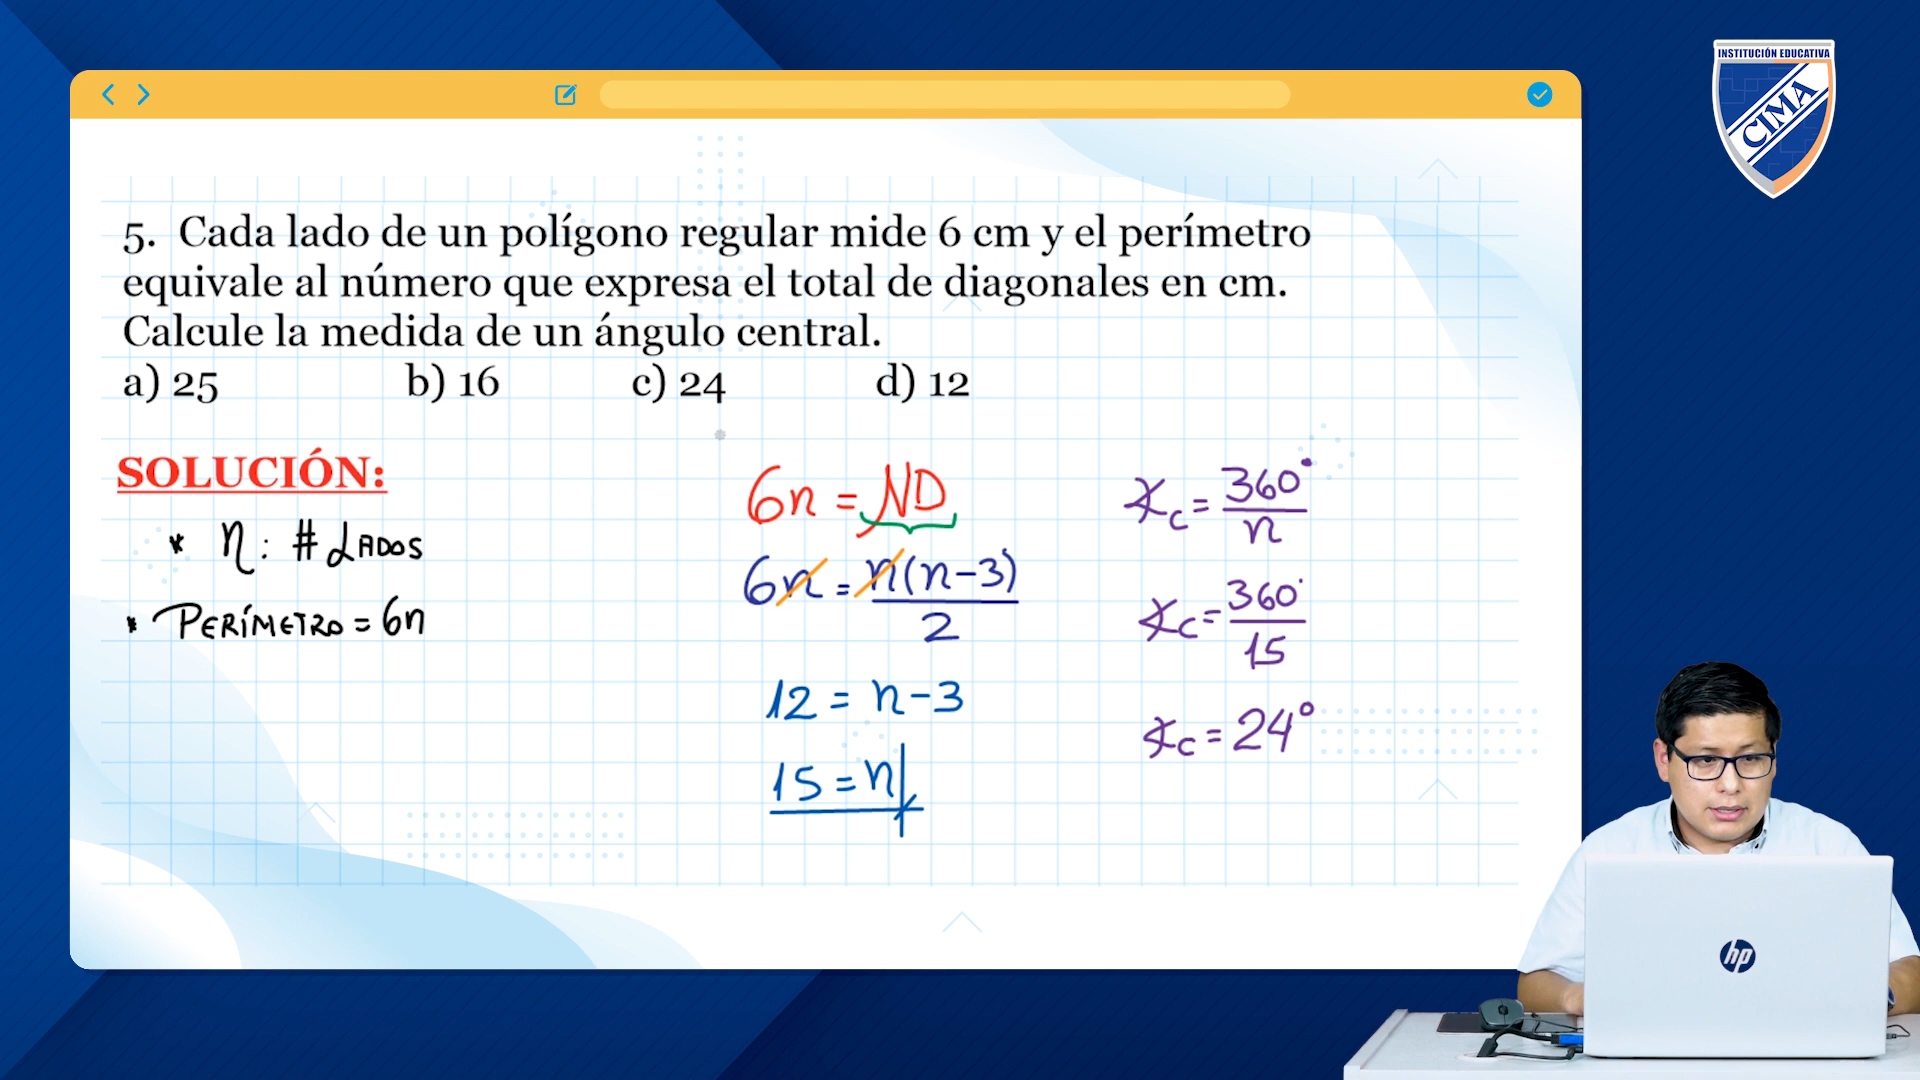 INSTITUCIÓN EDUCATIVA
CIMA
5. Cada lado de un polígono regular mide 6 cm y el perímetro
equivale al número que expresa el total de diagonales en cm.
Calcule la medida de un ángulo central.
a) 25 b) 16 c) 24 d) 12
SOLUCIÓN:
* n: # LADOS
* PERÍMETRO = 6n
6n = ND
6n = n(n-3)
2
12 = n-3
15 = n
∢c = 360°
n
∢c = 360°
15
∢c = 24°
hp